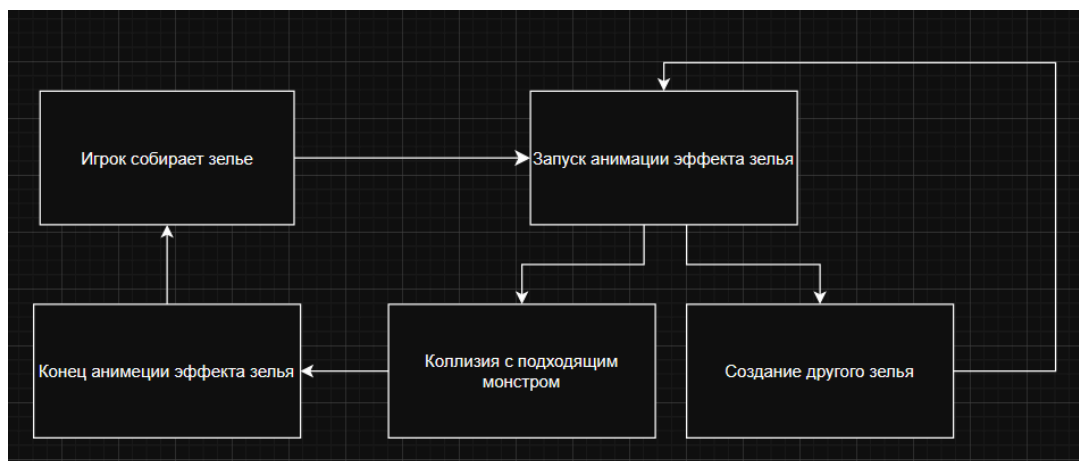 Игрок собирает зелье
Запуск анимации эффекта зелья
Конец анимеции эффекта зелья
Коллизия с подходящим
монстром
Создание другого зелья